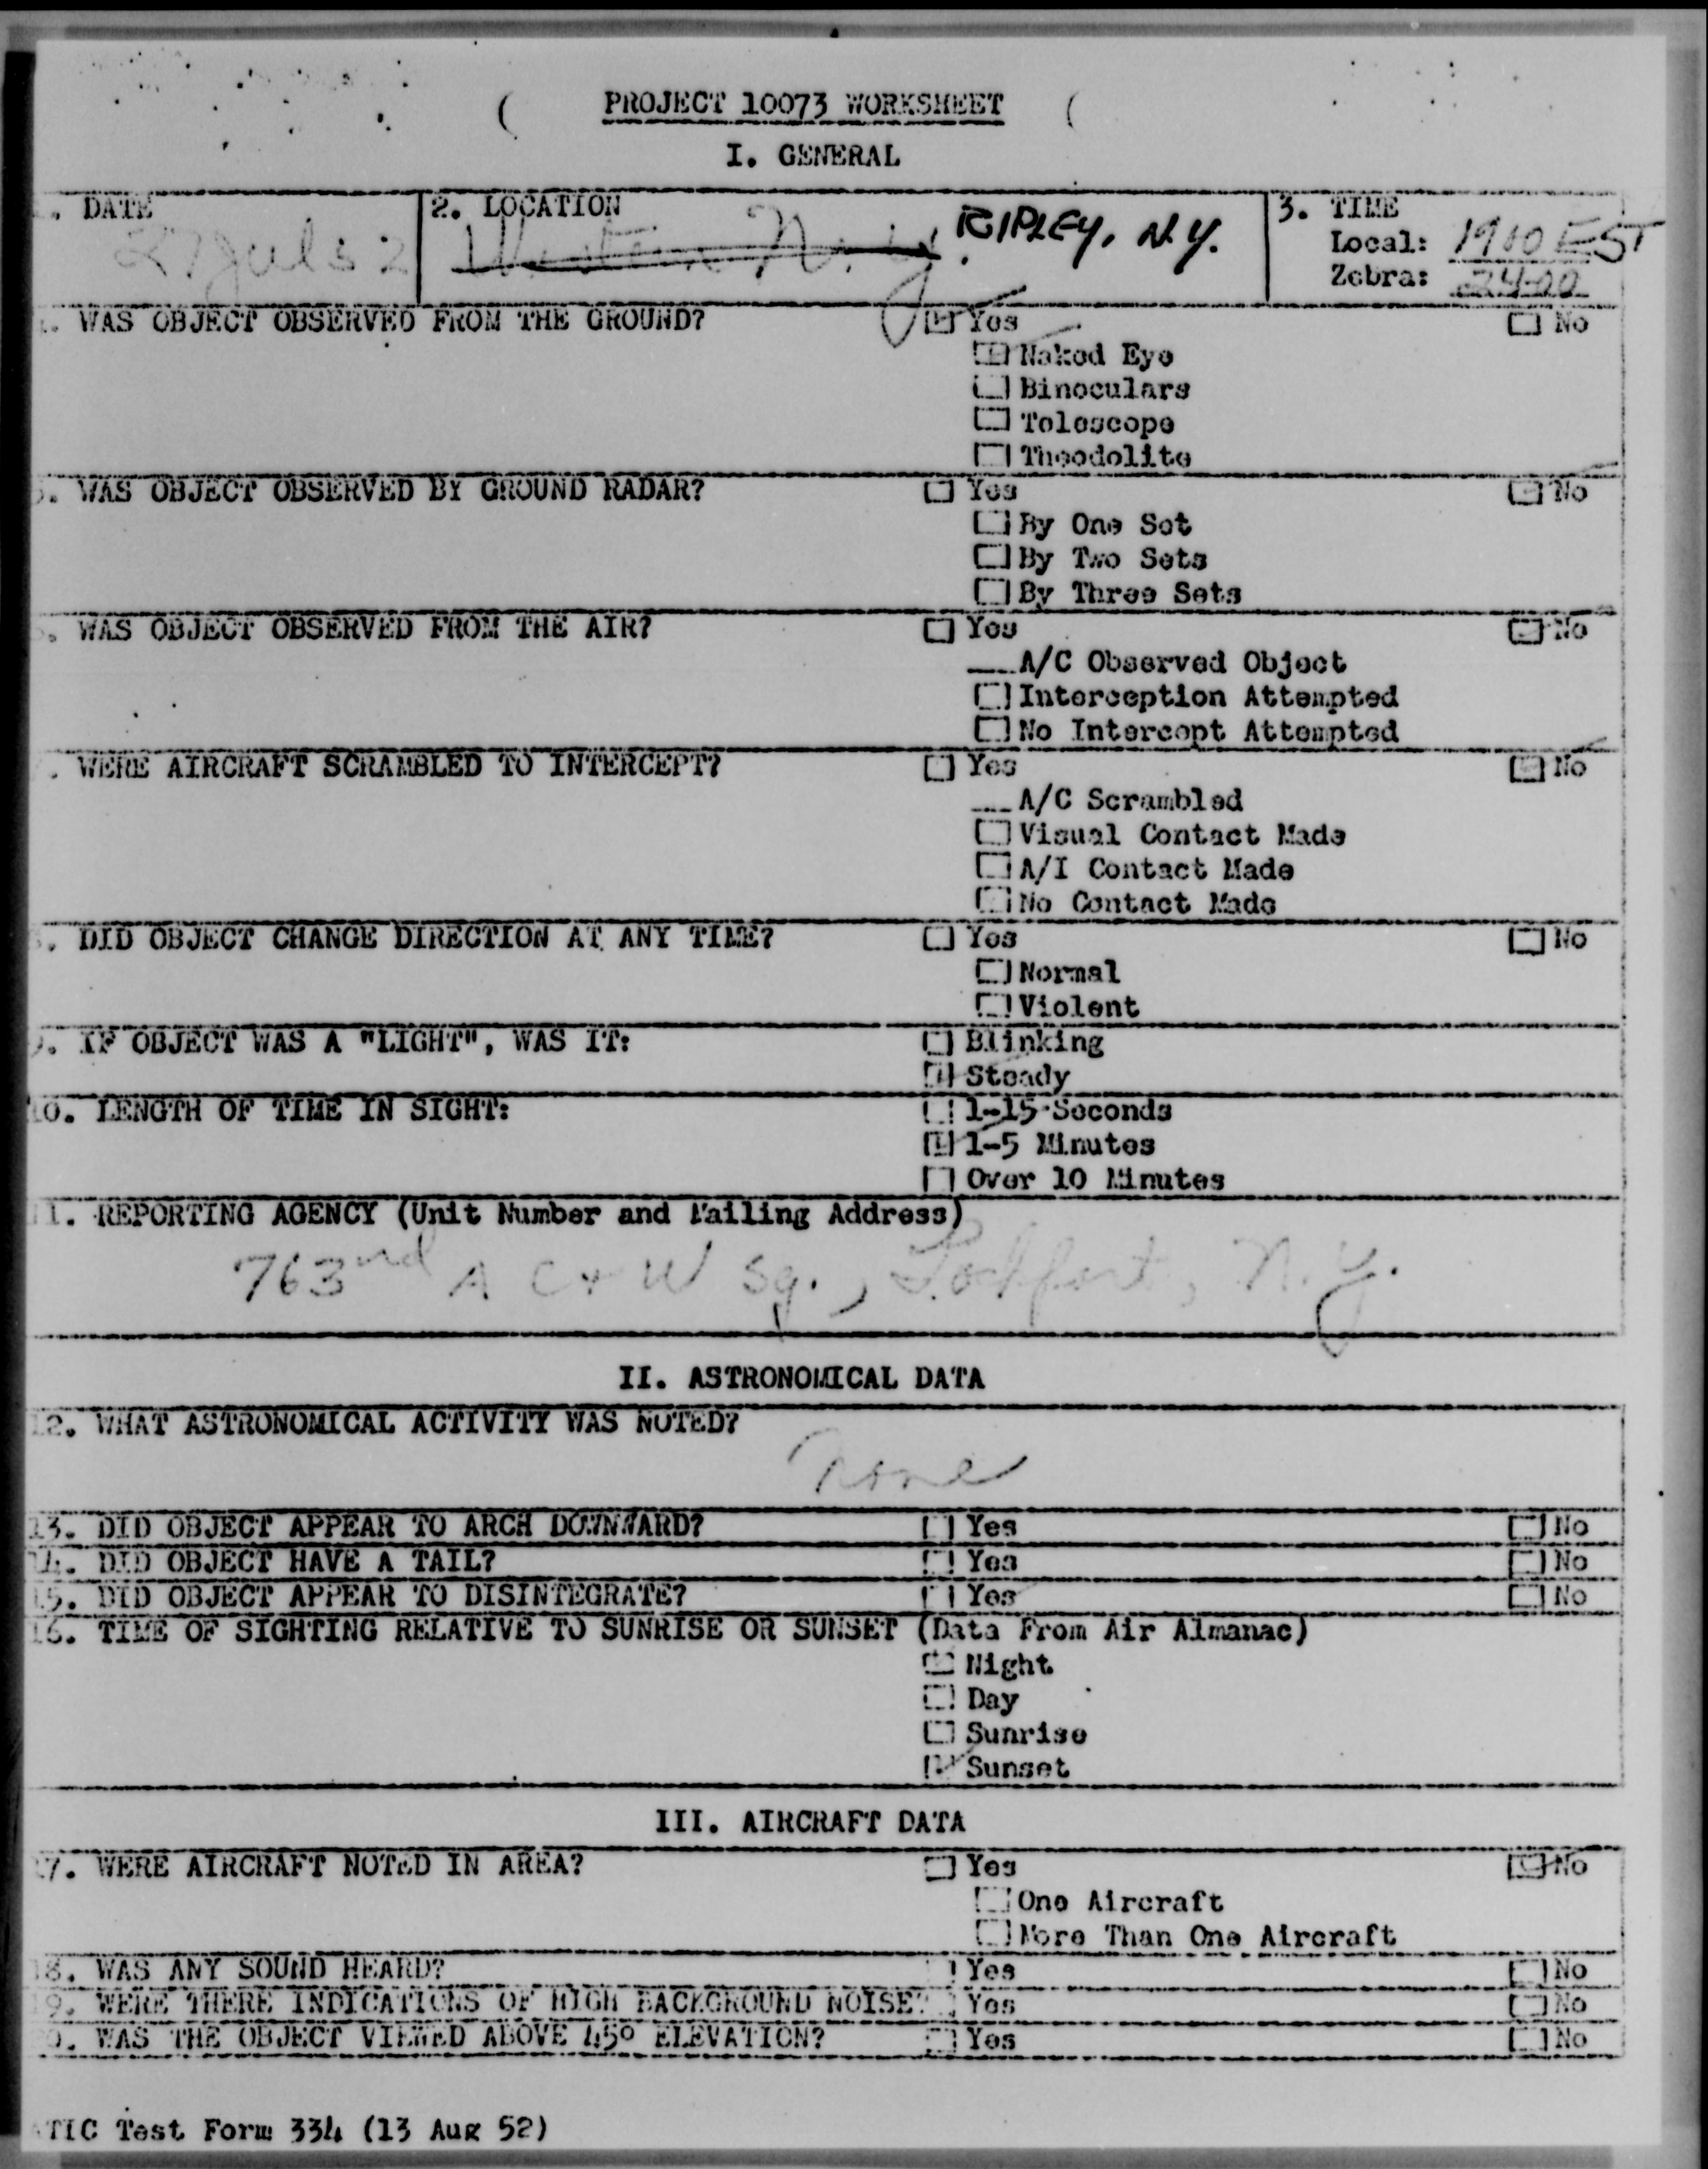 PROJECT 10073 WORKSHEET
I. GENERAL
. DATE
27 Jul 52
2. LOCATION
Western N.Y. RIPLEY, N.Y.
3. TIME
Local: 1900 EST
Zebra: 2400
. WAS OBJECT OBSERVED FROM THE GROUND? Yes No
Naked Eye
Binoculars
Telescope
Theodolite
. WAS OBJECT OBSERVED BY GROUND RADAR? Yes No
By One Set
By Two Sets
By Three Sets
. WAS OBJECT OBSERVED FROM THE AIR? Yes No
A/C Observed Object
Interception Attempted
No Intercept Attempted
. WERE AIRCRAFT SCRAMBLED TO INTERCEPT? Yes No
A/C Scrambled
Visual Contact Made
A/I Contact Made
No Contact Made
. DID OBJECT CHANGE DIRECTION AT ANY TIME? Yes No
Normal
Violent
. IF OBJECT WAS A "LIGHT", WAS IT: Blinking
Steady
10. LENGTH OF TIME IN SIGHT: 1-15 Seconds
1-5 Minutes
Over 10 Minutes
1. REPORTING AGENCY (Unit Number and Mailing Address)
763nd A C & W Sq., Lockport, N.Y.
II. ASTRONOMICAL DATA
12. WHAT ASTRONOMICAL ACTIVITY WAS NOTED?
None
13. DID OBJECT APPEAR TO ARCH DOWNWARD? Yes No
14. DID OBJECT HAVE A TAIL? Yes No
15. DID OBJECT APPEAR TO DISINTEGRATE? Yes No
16. TIME OF SIGHTING RELATIVE TO SUNRISE OR SUNSET (Data From Air Almanac)
Night
Day
Sunrise
Sunset
III. AIRCRAFT DATA
7. WERE AIRCRAFT NOTED IN AREA? Yes No
One Aircraft
More Than One Aircraft
8. WAS ANY SOUND HEARD? Yes No
9. WERE THERE INDICATIONS OF HIGH BACKGROUND NOISE? Yes No
. WAS THE OBJECT VIEWED ABOVE 45° ELEVATION? Yes No
TIC Test Form 334 (13 Aug 52)